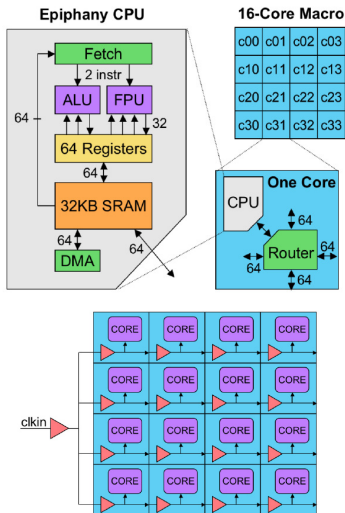 Epiphany CPU
16-Core Macro
Fetch
2 instr
ALU
FPU
64
32
64 Registers
64
32KB SRAM
64
64
DMA
c00 c01 c02 c03
c10 c11 c12 c13
c20 c21 c22 c23
c30 c31 c32 c33
One Core
CPU
64
Router
64
64
64
clkin
CORE CORE CORE CORE
CORE CORE CORE CORE
CORE CORE CORE CORE
CORE CORE CORE CORE